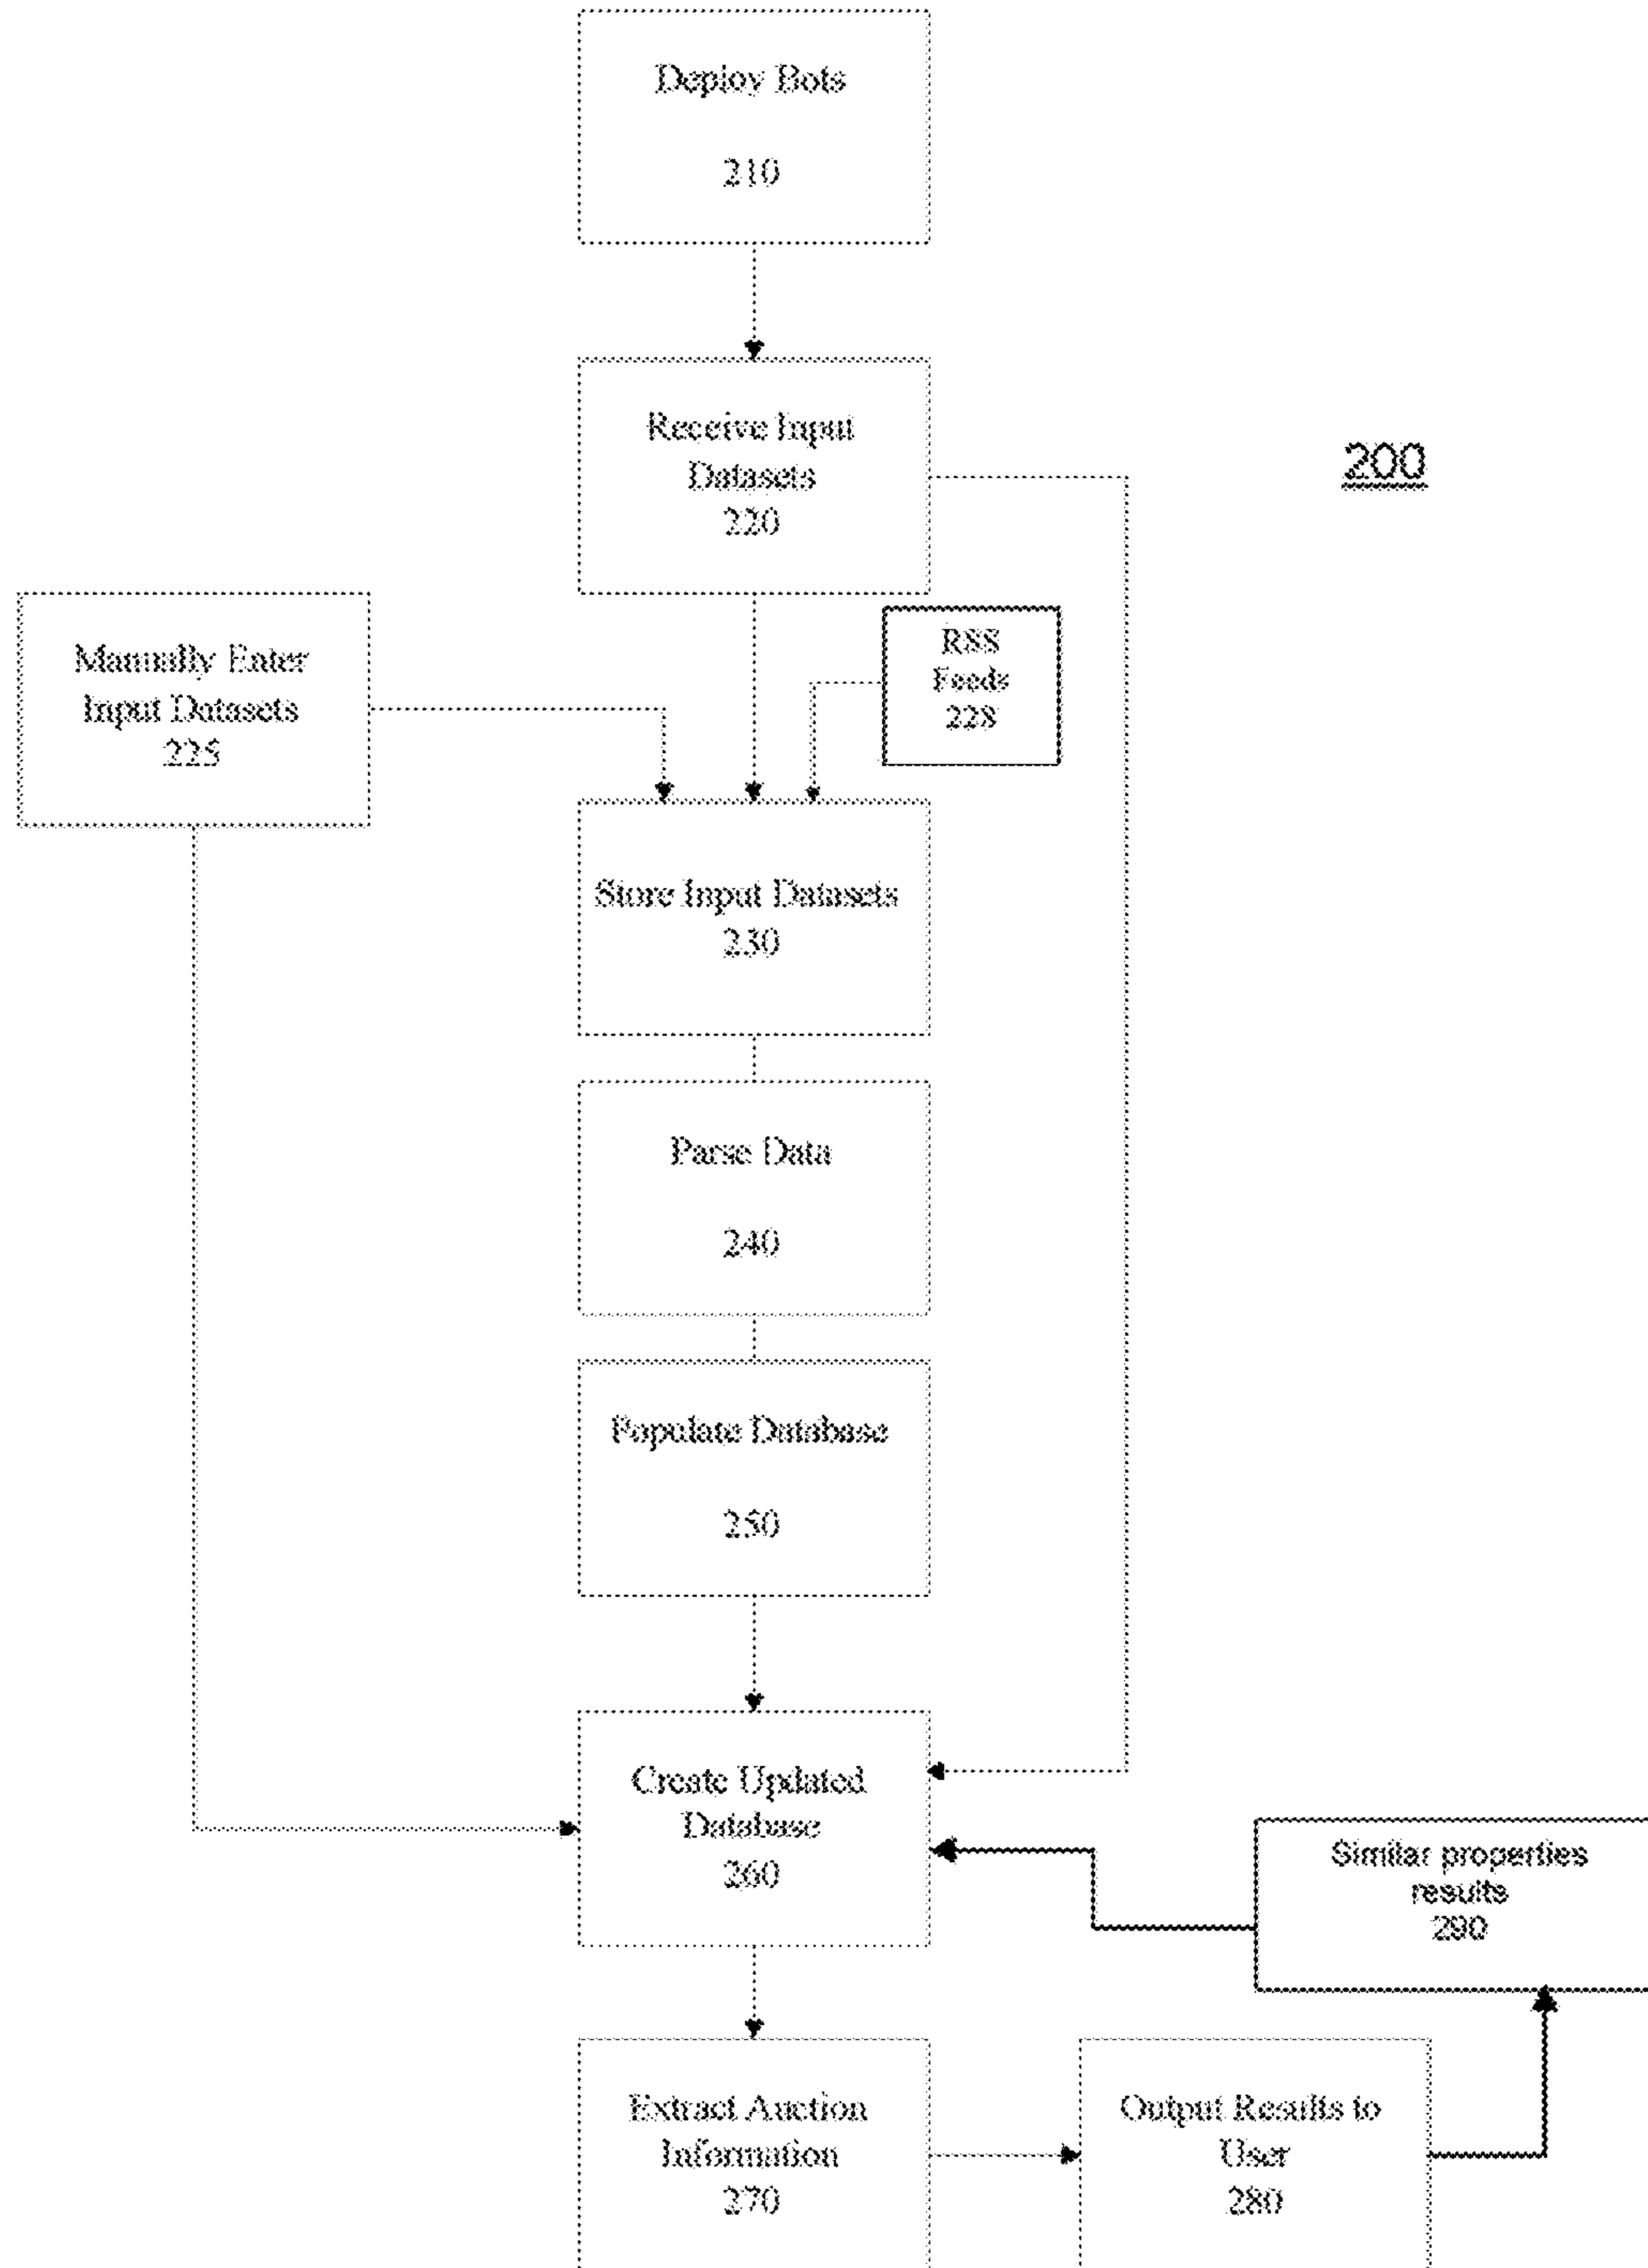 Deploy Bots
210
Receive Input
Datasets
220
200
Manually Enter
Input Datasets
225
RSS
Feeds
228
Store Input Datasets
230
Parse Data
240
Populate Database
250
Create Updated
Database
260
Similar properties
results
290
Extract Auction
Information
270
Output Results to
User
280